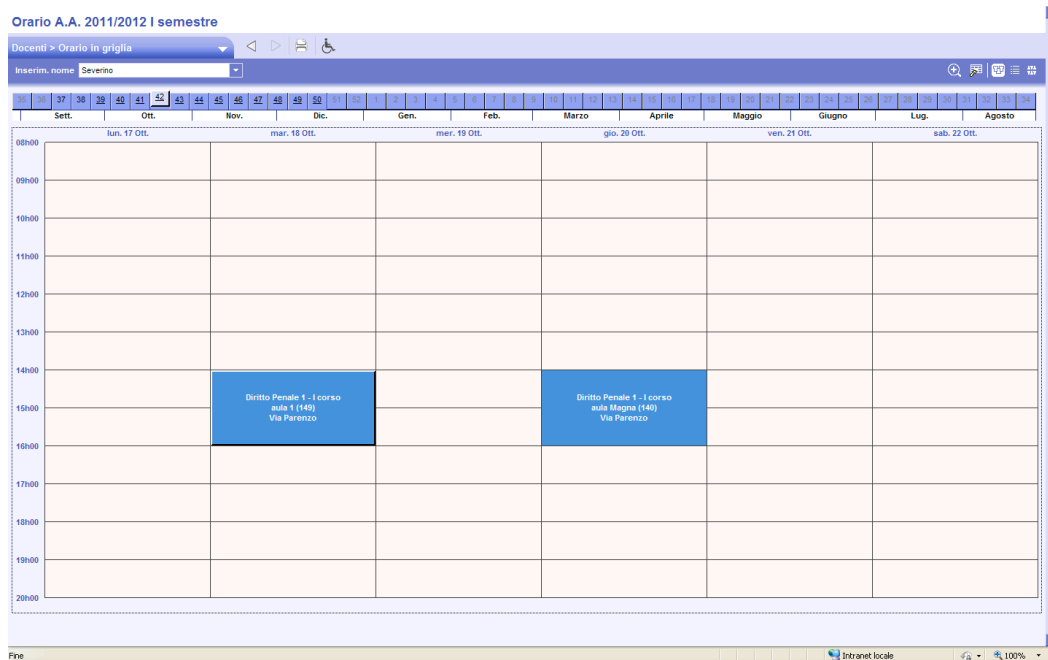 Orario A.A. 2011/2012 I semestre
Docenti > Orario in griglia
Inserim. nome Severino
35 36 37 38 39 40 41 42 43 44 45 46 47 48 49 50 51 52 1 2 3 4 5 6 7 8 9 10 11 12 13 14 15 16 17 18 19 20 21 22 23 24 25 26 27 28 29 30 31 32 33 34
Sett. Ott. Nov. Dic. Gen. Feb. Marzo Aprile Maggio Giugno Lug. Agosto
lun. 17 Ott. mar. 18 Ott. mer. 19 Ott. gio. 20 Ott. ven. 21 Ott. sab. 22 Ott.
08h00
09h00
10h00
11h00
12h00
13h00
14h00
Diritto Penale 1 - I corso
aula 1 (149)
Via Parenzo
Diritto Penale 1 - I corso
aula Magna (140)
Via Parenzo
15h00
16h00
17h00
18h00
19h00
20h00
Fine Intranet locale 100%